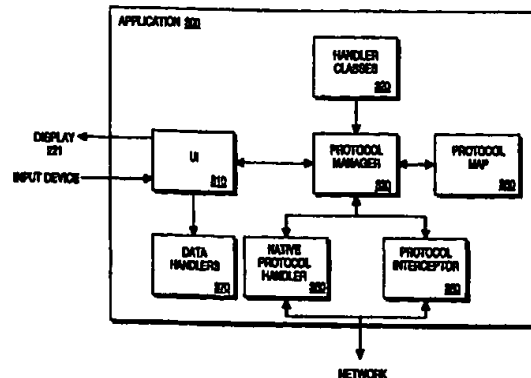 APPLICATION
HANDLER
CLASSES
DISPLAY
UI
PROTOCOL
MANAGER
PROTOCOL
MAP
INPUT DEVICE
DATA
HANDLERS
NATIVE
PROTOCOL
HANDLER
PROTOCOL
INTERCEPTOR
NETWORK